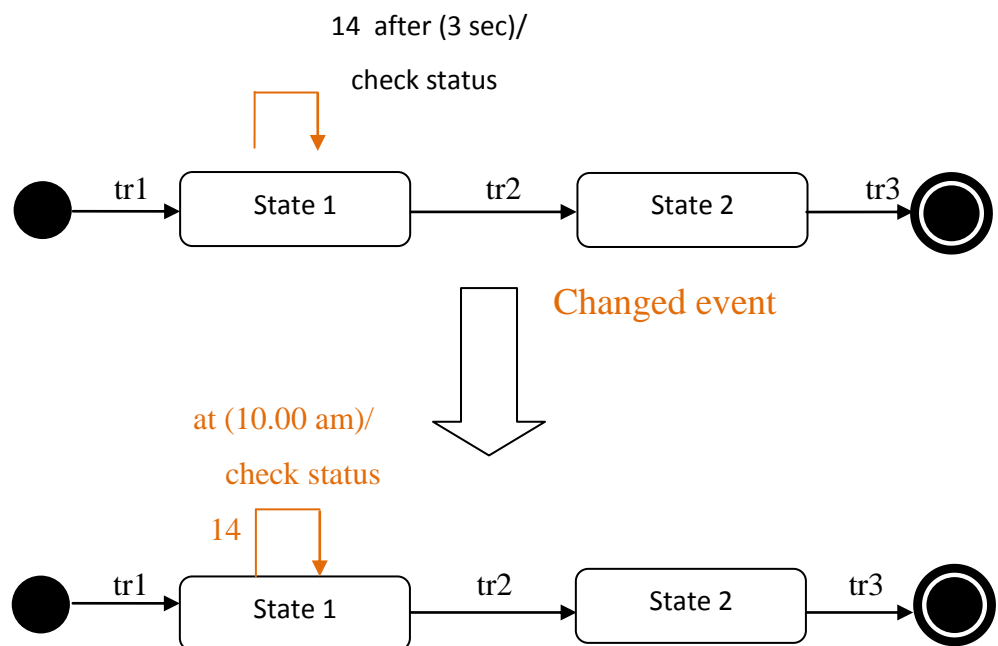 14 after (3 sec)/
check status
tr1
State 1
tr2
State 2
tr3
Changed event
at (10.00 am)/
check status
14
tr1
State 1
tr2
State 2
tr3